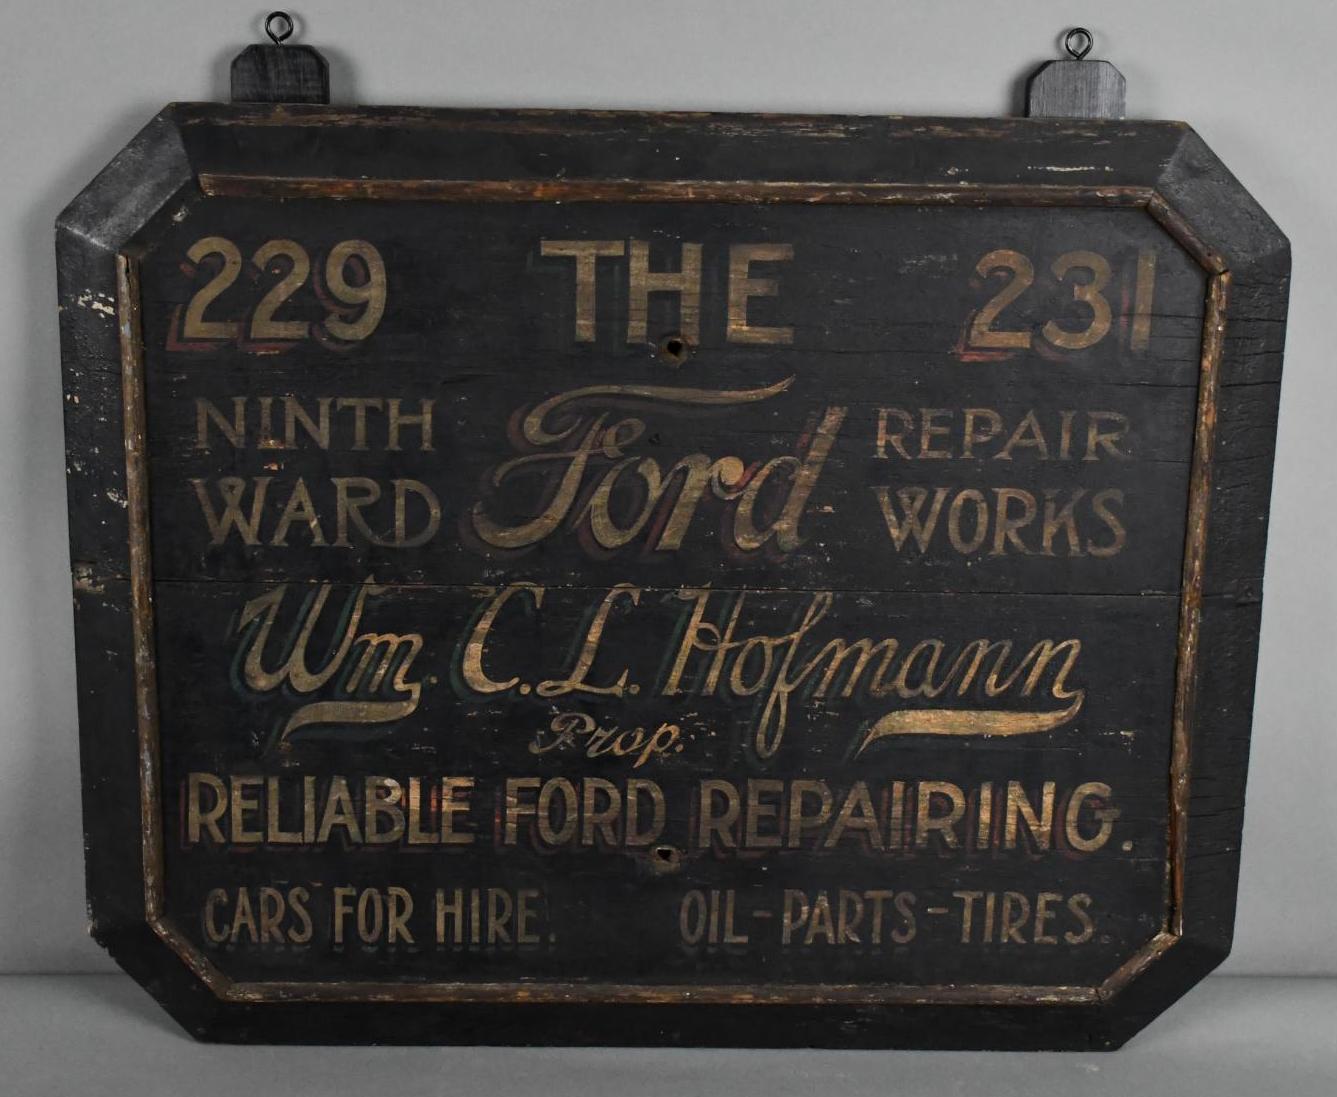 229 THE 231
NINTH Ford REPAIR
WARD WORKS
Wm. C. L. Hofmann
Prop.
RELIABLE FORD REPAIRING.
CARS FOR HIRE. OIL-PARTS-TIRES.